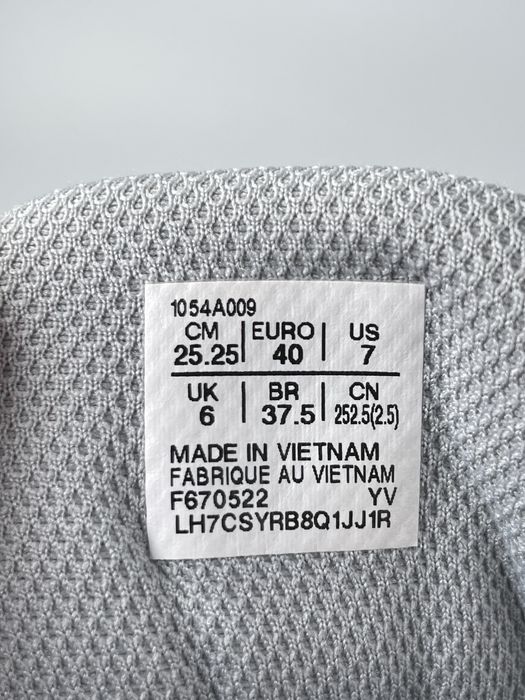 1054A009
CM | EURO | US
25.25 | 40 | 7
UK | BR | CN
6 | 37.5 | 252.5(2.5)
MADE IN VIETNAM
FABRIQUE AU VIETNAM
F670522 YV
LH7CSYRB8Q1JJ1R